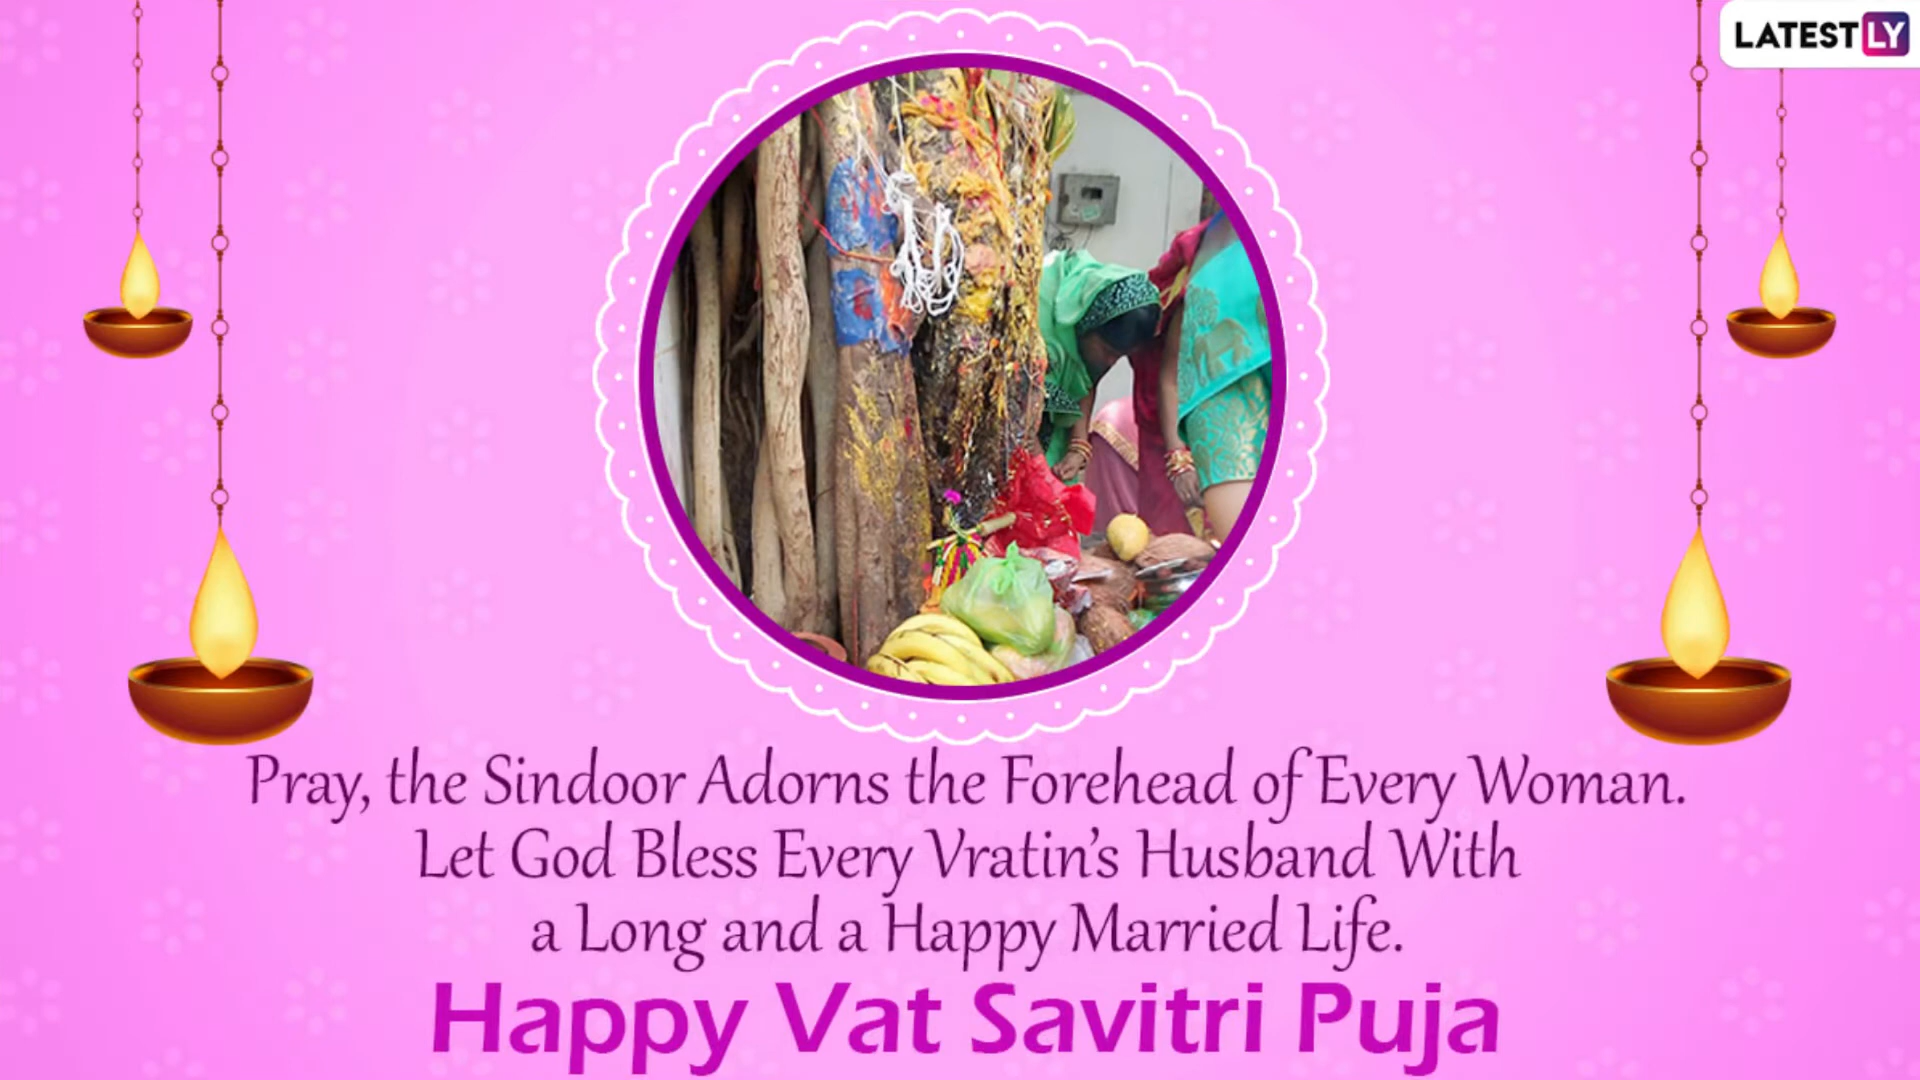 LATESTLY
Pray, the Sindoor Adorns the Forehead of Every Woman.
Let God Bless Every Vratin's Husband With
a Long and a Happy Married Life.
Happy Vat Savitri Puja